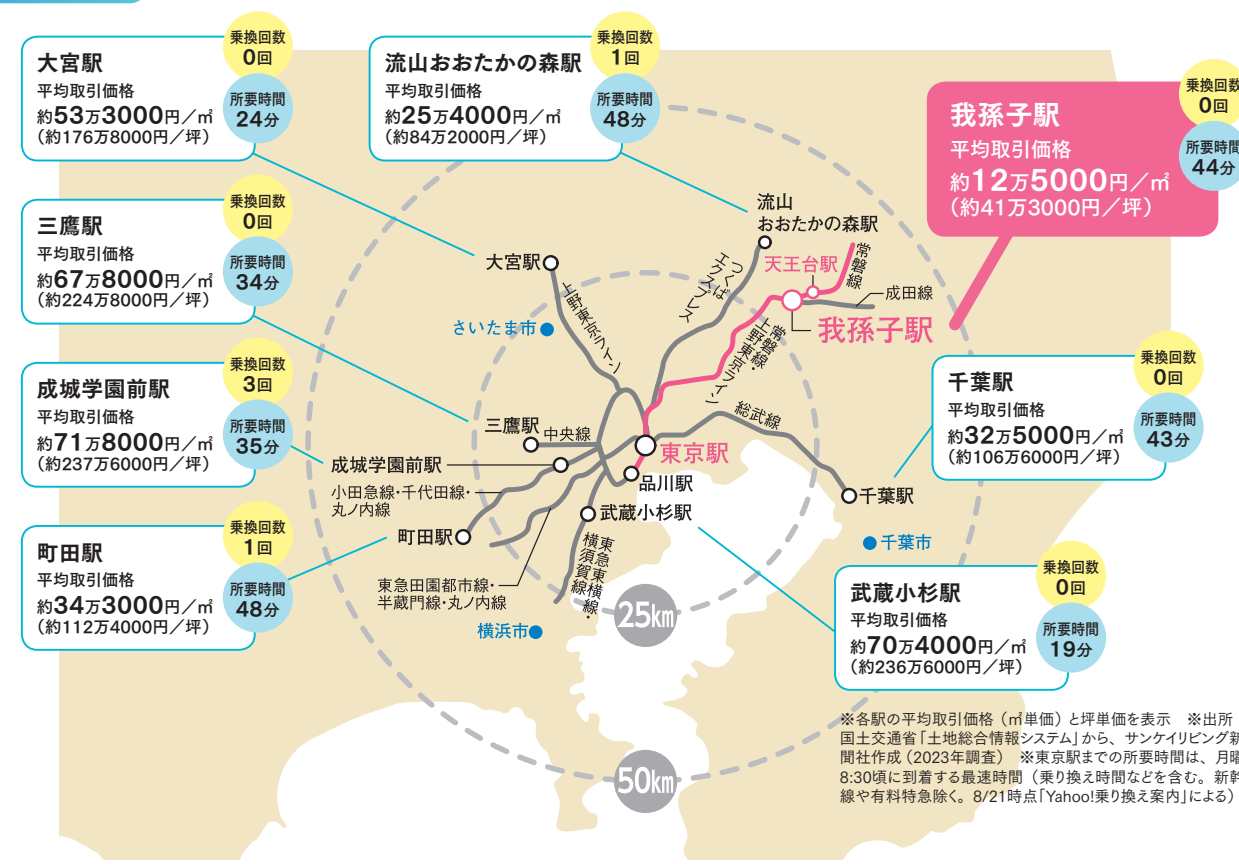 大宮駅
平均取引価格
約53万3000円／㎡
（約176万8000円／坪）
乗換回数
0回
所要時間
24分
流山おおたかの森駅
平均取引価格
約25万4000円／㎡
（約84万2000円／坪）
乗換回数
1回
所要時間
48分
我孫子駅
平均取引価格
約12万5000円／㎡
（約41万3000円／坪）
乗換回数
0回
所要時間
44分
三鷹駅
平均取引価格
約67万8000円／㎡
（約224万8000円／坪）
乗換回数
0回
所要時間
34分
成城学園前駅
平均取引価格
約71万8000円／㎡
（約237万6000円／坪）
乗換回数
3回
所要時間
35分
町田駅
平均取引価格
約34万3000円／㎡
（約112万4000円／坪）
乗換回数
1回
所要時間
48分
千葉駅
平均取引価格
約32万5000円／㎡
（約106万6000円／坪）
乗換回数
0回
所要時間
43分
武蔵小杉駅
平均取引価格
約70万4000円／㎡
（約236万6000円／坪）
乗換回数
0回
所要時間
19分
流山
おおたかの森駅
大宮駅
天王台駅
常磐線
成田線
我孫子駅
つくば
エクスプレス
上野東京ライン
常磐線・
上野東京ライン
さいたま市
総武線
三鷹駅
中央線
東京駅
成城学園前駅
品川駅
小田急線・千代田線・
丸ノ内線
武蔵小杉駅
千葉駅
町田駅
千葉市
東急東横線・
横須賀線
東急田園都市線・
半蔵門線・丸ノ内線
横浜市
25km
50km
※各駅の平均取引価格（㎡単価）と坪単価を表示　※出所
国土交通省「土地総合情報システム」から、サンケイリビング新
聞社作成（2023年調査）　※東京駅までの所要時間は、月曜
8:30頃に到着する最速時間（乗り換え時間などを含む。新幹
線や有料特急除く。8/21時点「Yahoo!乗り換え案内」による）